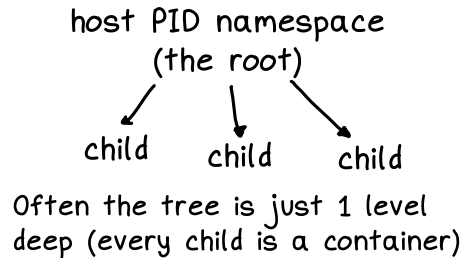 host PID namespace
(the root)
child
child
child
Often the tree is just 1 level
deep (every child is a container)